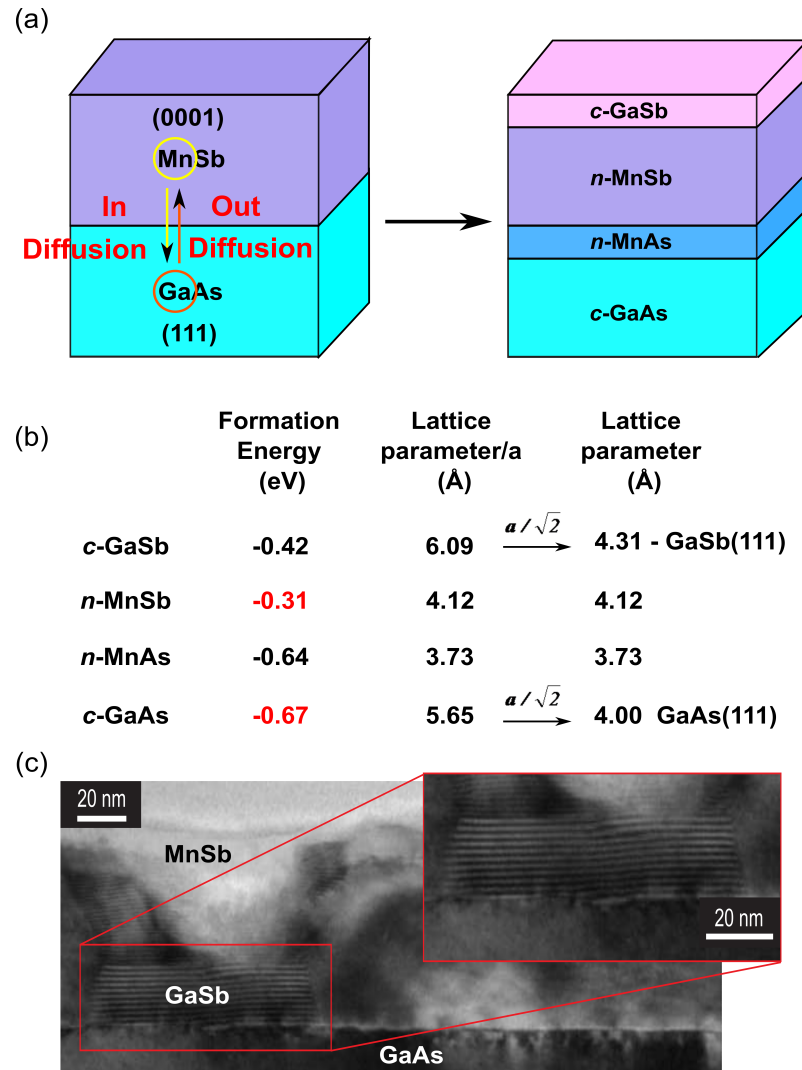 (a)
(0001)
MnSb
In Out
Diffusion Diffusion
GaAs
(111)
c-GaSb
n-MnSb
n-MnAs
c-GaAs
(b)
Formation Energy (eV) Lattice parameter/a (Å) Lattice parameter (Å)
c-GaSb -0.42 6.09 a / √2 4.31 - GaSb(111)
n-MnSb -0.31 4.12 4.12
n-MnAs -0.64 3.73 3.73
c-GaAs -0.67 5.65 a / √2 4.00 GaAs(111)
(c)
20 nm
MnSb
GaSb
GaAs
20 nm